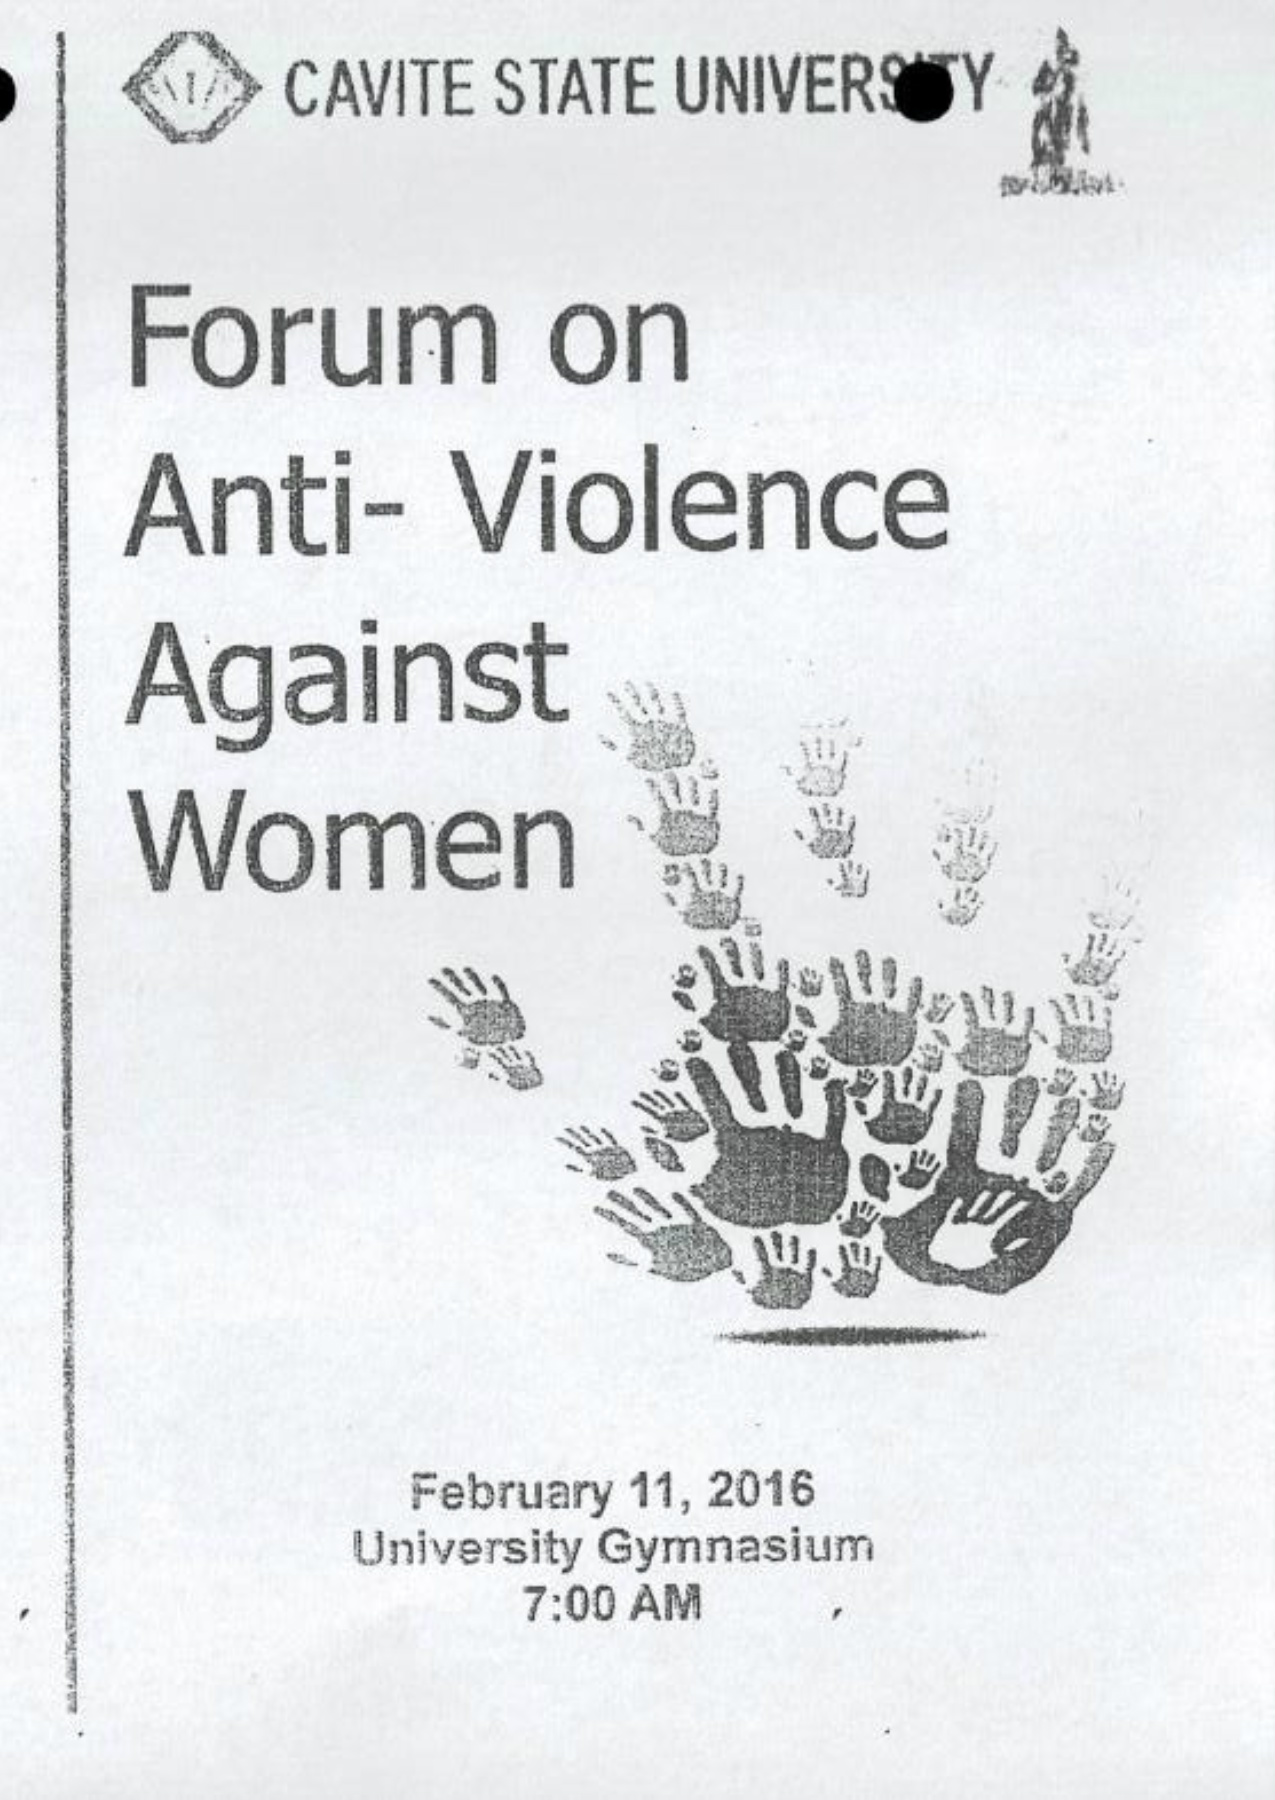 CAVITE STATE UNIVERSITY
Forum on
Anti- Violence
Against
Women
February 11, 2016
University Gymnasium
7:00 AM